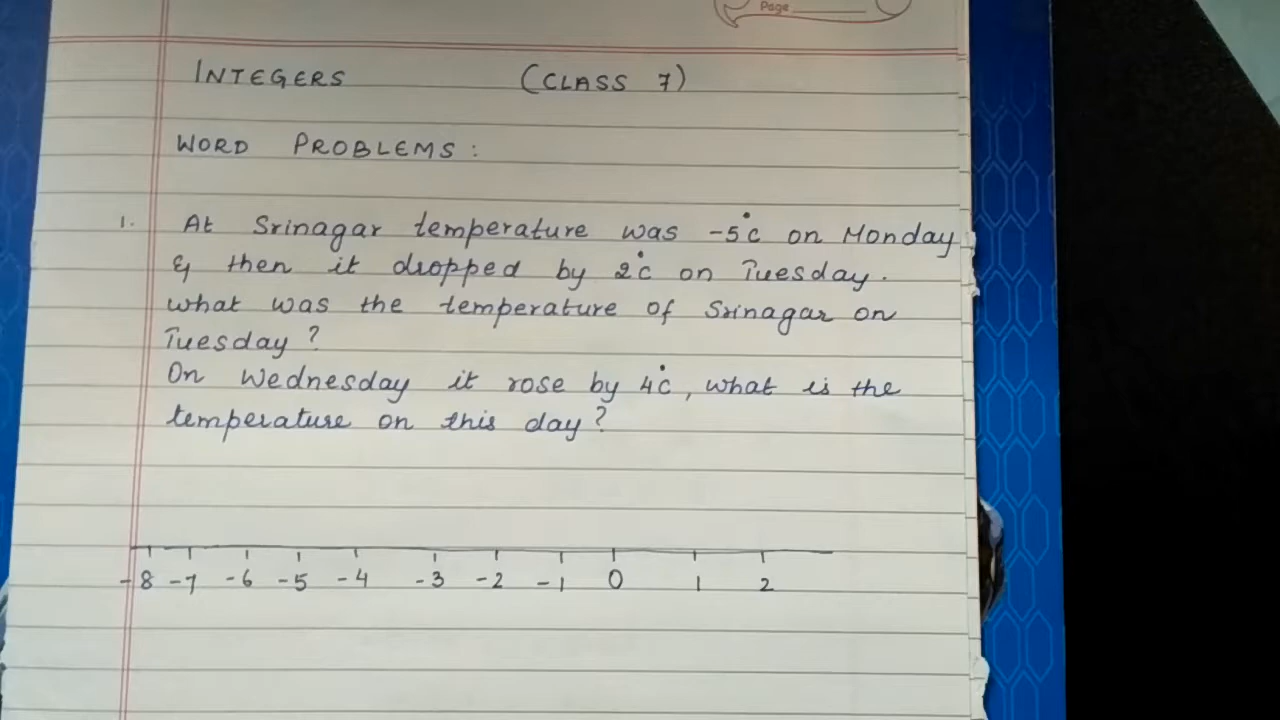 Page
INTEGERS (CLASS 7)
WORD PROBLEMS :
1. At Srinagar temperature was -5°C on Monday
& then it dropped by 2°C on Tuesday.
What was the temperature of Srinagar on
Tuesday ?
On Wednesday it rose by 4°C, what is the
temperature on this day ?
-8 -7 -6 -5 -4 -3 -2 -1 0 1 2